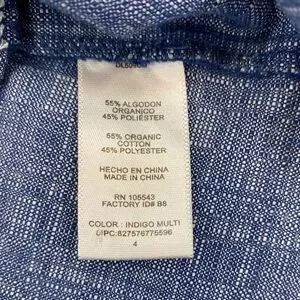 55% ALGODON
ORGANICO
45% POLIÉSTER
55% ORGANIC
COTTON
45% POLYESTER
HECHO EN CHINA
MADE IN CHINA
RN 105543
FACTORY ID# B8
COLOR : INDIGO MULTI
UPC:827576775596
4